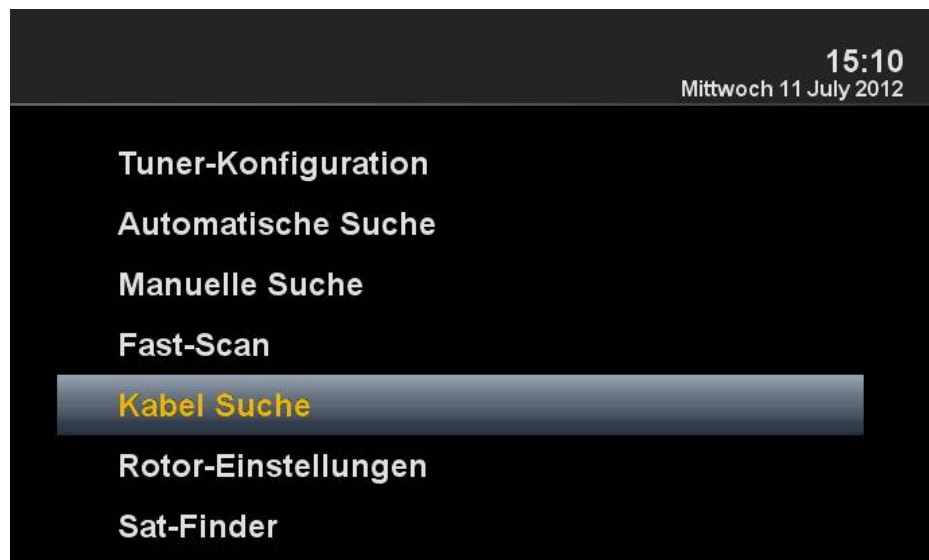 15:10
Mittwoch 11 July 2012
Tuner-Konfiguration
Automatische Suche
Manuelle Suche
Fast-Scan
Kabel Suche
Rotor-Einstellungen
Sat-Finder